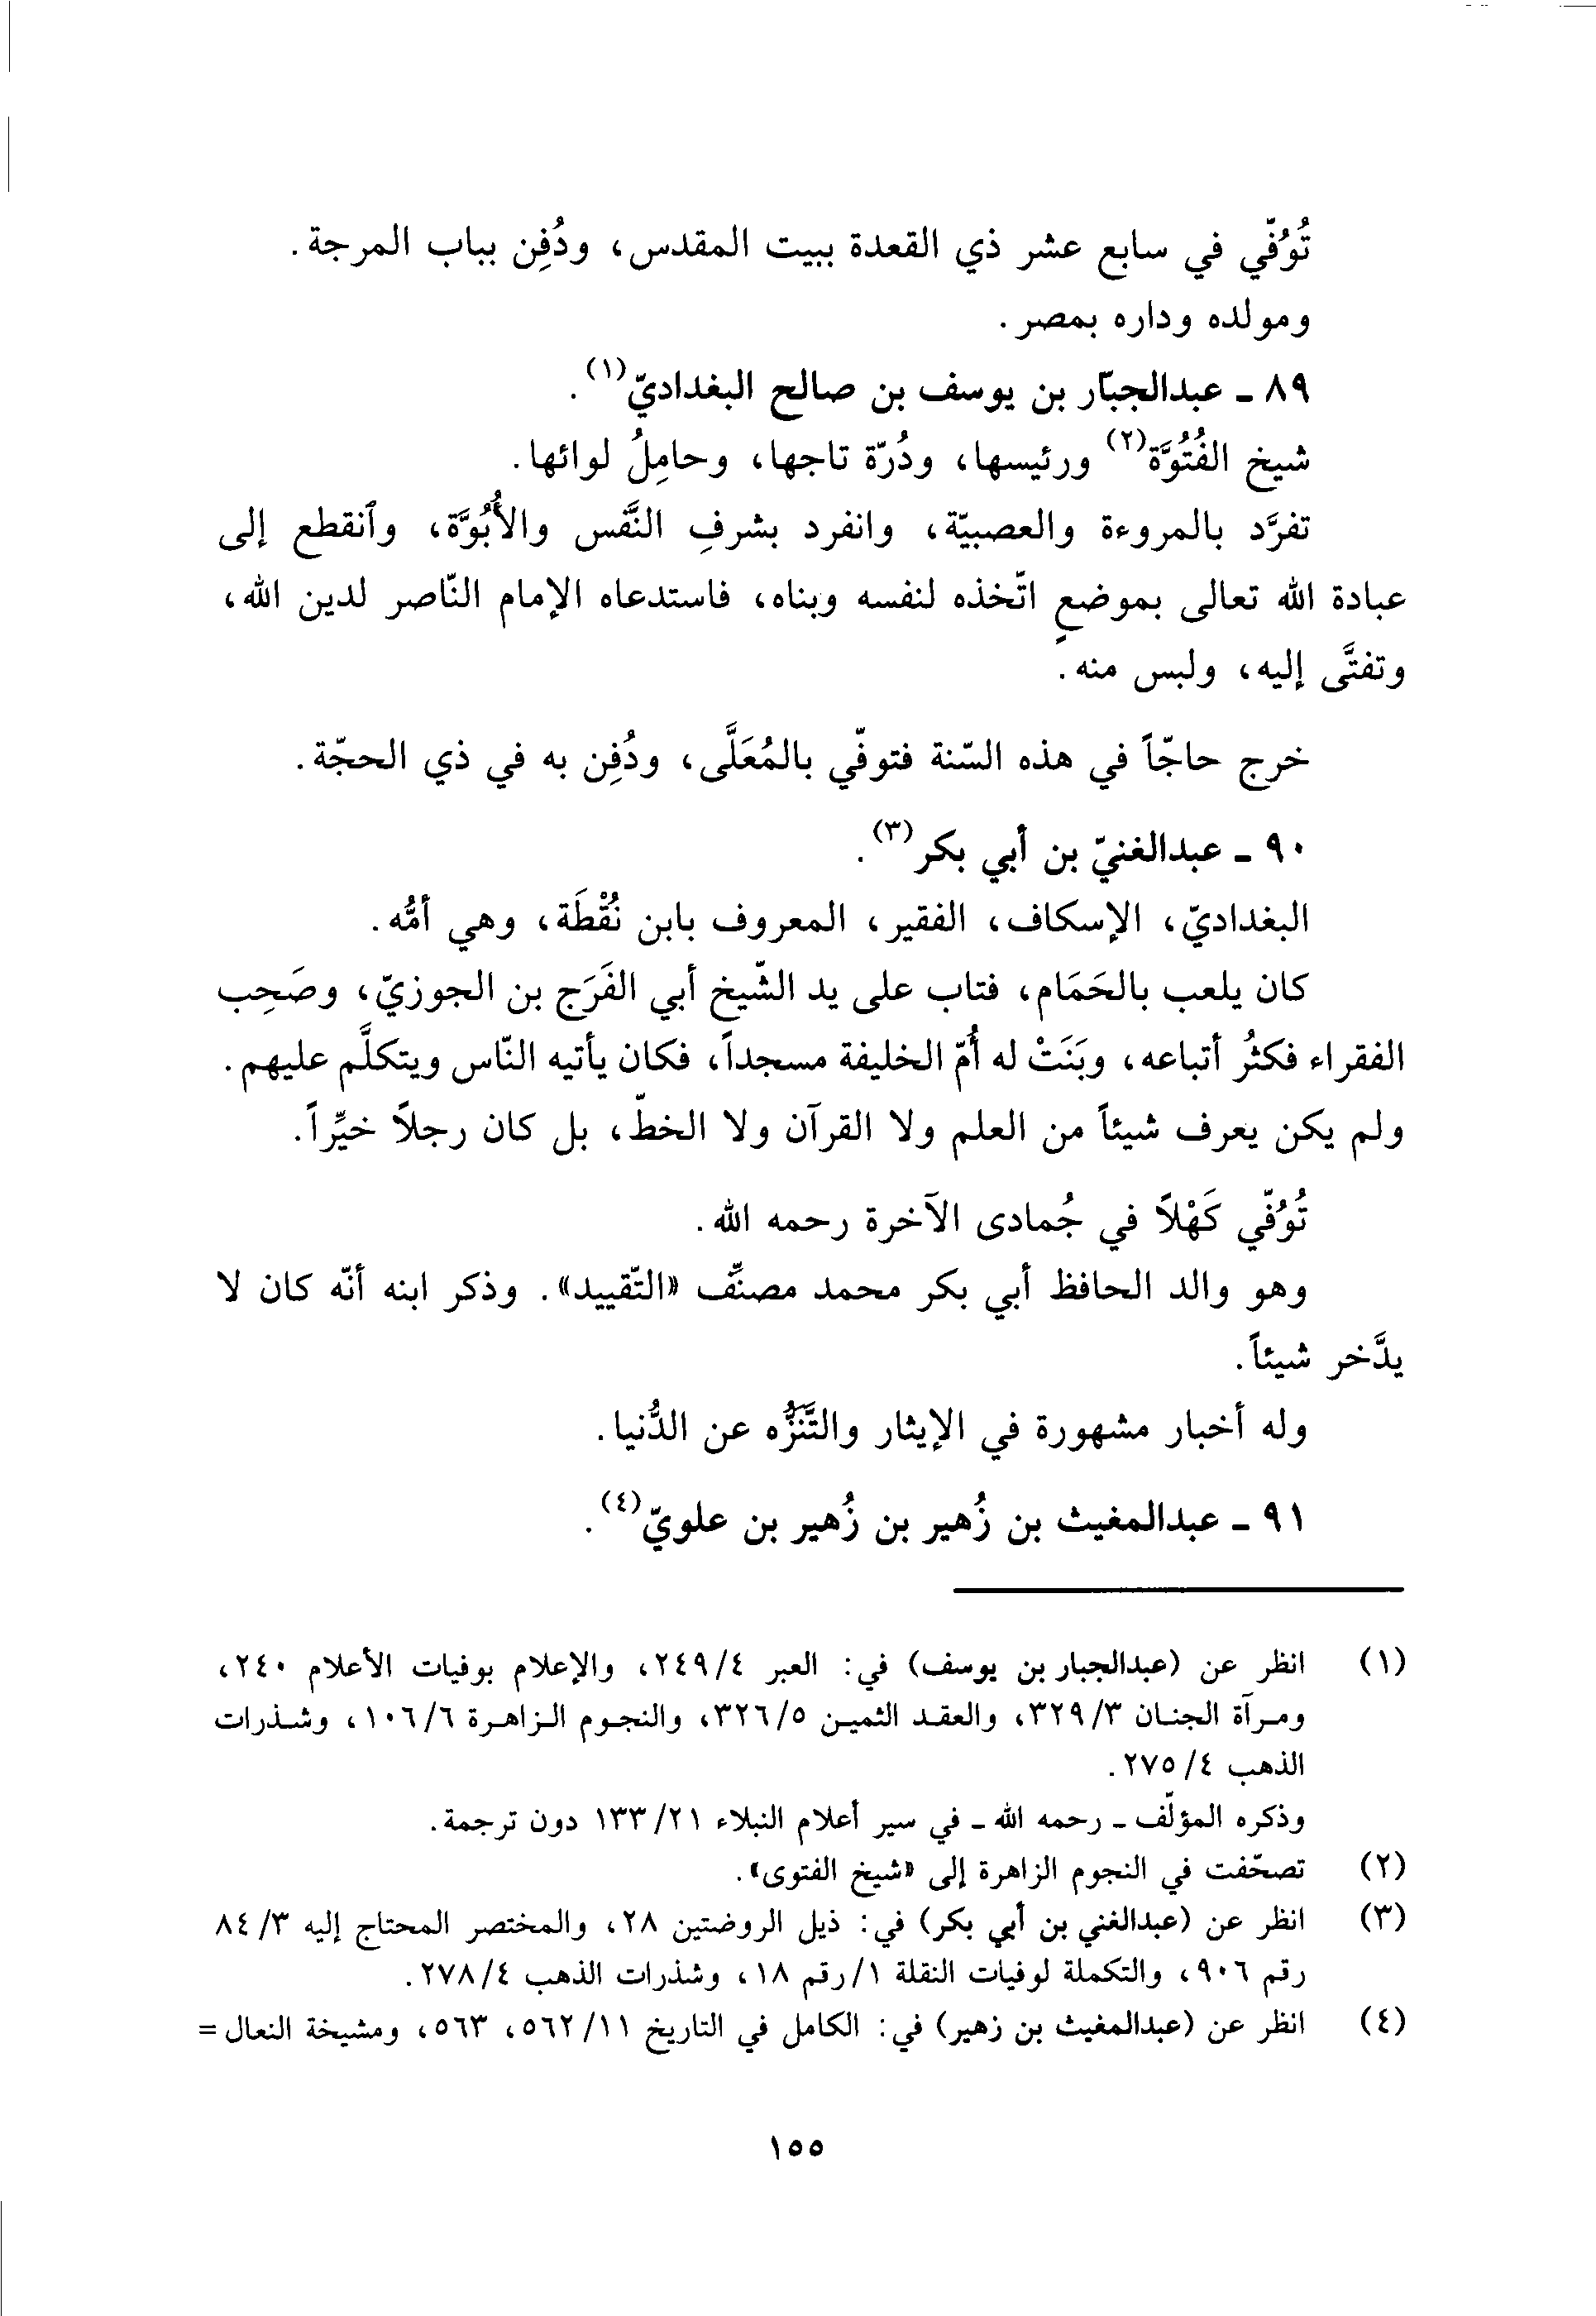 تُوُفّي في سابع عشر ذي القعدة ببيت المقدس، ودُفِن بباب المرجة.
ومولده وداره بمصر.
٨٩ ـ عبدالجبّار بن يوسف بن صالح البغداديّ(١).
شيخ الفُتُوَّة(٢) ورئيسها، ودُرّة تاجها، وحامِلُ لوائها.
تفرَّد بالمروءة والعصبيّة، وانفرد بشرفِ النَّفس والأُبُوَّة، وٱنقطع إلى
عبادة الله تعالى بموضعٍ اتّخذه لنفسه وبناه، فاستدعاه الإمام النّاصر لدين الله،
وتفتَّى إليه، ولبس منه.
خرج حاجّاً في هذه السّنة فتوفّي بالمُعَلَّى، ودُفِن به في ذي الحجّة.
٩٠ ـ عبدالغنيّ بن أبي بكر(٣).
البغداديّ، الإسكاف، الفقير، المعروف بابن نُقْطَة، وهي أمُّه.
كان يلعب بالحَمَام، فتاب على يد الشّيخ أبي الفَرَج بن الجوزيّ، وصَحِب
الفقراء فكثُر أتباعه، وبَنَتْ له أُمّ الخليفة مسجداً، فكان يأتيه النّاس ويتكلَّم عليهم.
ولم يكن يعرف شيئاً من العلم ولا القرآن ولا الخطّ، بل كان رجلاً خيِّراً.
تُوُفّي كَهْلاً في جُمادى الآخرة رحمه الله.
وهو والد الحافظ أبي بكر محمد مصنِّف «التّقييد». وذكر ابنه أنّه كان لا
يدَّخر شيئاً.
وله أخبار مشهورة في الإيثار والتَّنَزُّه عن الدُّنيا.
٩١ ـ عبدالمغيث بن زُهير بن زُهير بن علويّ(٤).
(١) انظر عن (عبدالجبار بن يوسف) في: العبر ٢٤٩/٤، والإعلام بوفيات الأعلام ٢٤٠،
ومـرآة الجنـان ٣٢٩/٣، والعقـد الثميـن ٣٢٦/٥، والنجـوم الـزاهـرة ١٠٦/٦، وشـذرات
الذهب ٢٧٥/٤.
وذكره المؤلّف ـ رحمه الله ـ في سير أعلام النبلاء ١٣٣/٢١ دون ترجمة.
(٢) تصحّفت في النجوم الزاهرة إلى «شيخ الفتوى».
(٣) انظر عن (عبدالغني بن أبي بكر) في: ذيل الروضتين ٢٨، والمختصر المحتاج إليه ٨٤/٣
رقم ٩٠٦، والتكملة لوفيات النقلة ١/رقم ١٨، وشذرات الذهب ٢٧٨/٤.
(٤) انظر عن (عبدالمغيث بن زهير) في: الكامل في التاريخ ٥٦٢/١١، ٥٦٣، ومشيخة النعال =
١٥٥